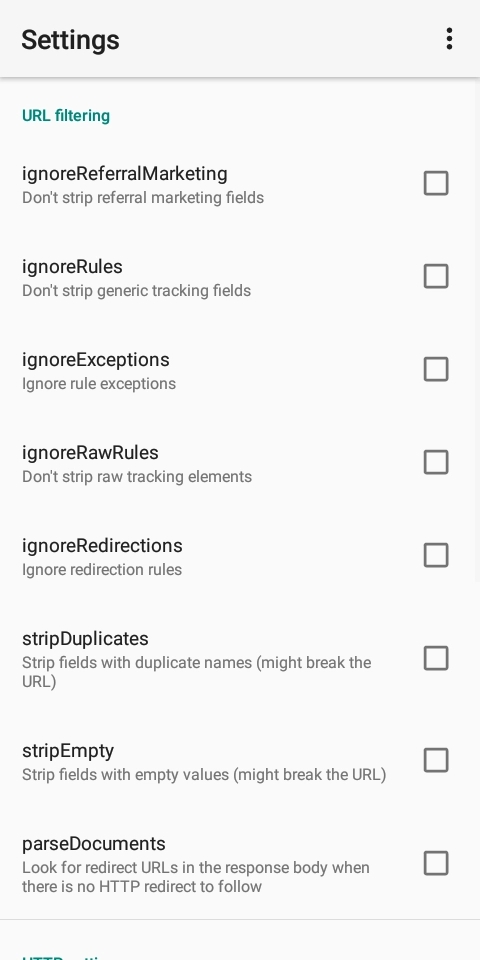 Settings
URL filtering
ignoreReferralMarketing
Don't strip referral marketing fields
ignoreRules
Don't strip generic tracking fields
ignoreExceptions
Ignore rule exceptions
ignoreRawRules
Don't strip raw tracking elements
ignoreRedirections
Ignore redirection rules
stripDuplicates
Strip fields with duplicate names (might break the
URL)
stripEmpty
Strip fields with empty values (might break the URL)
parseDocuments
Look for redirect URLs in the response body when
there is no HTTP redirect to follow